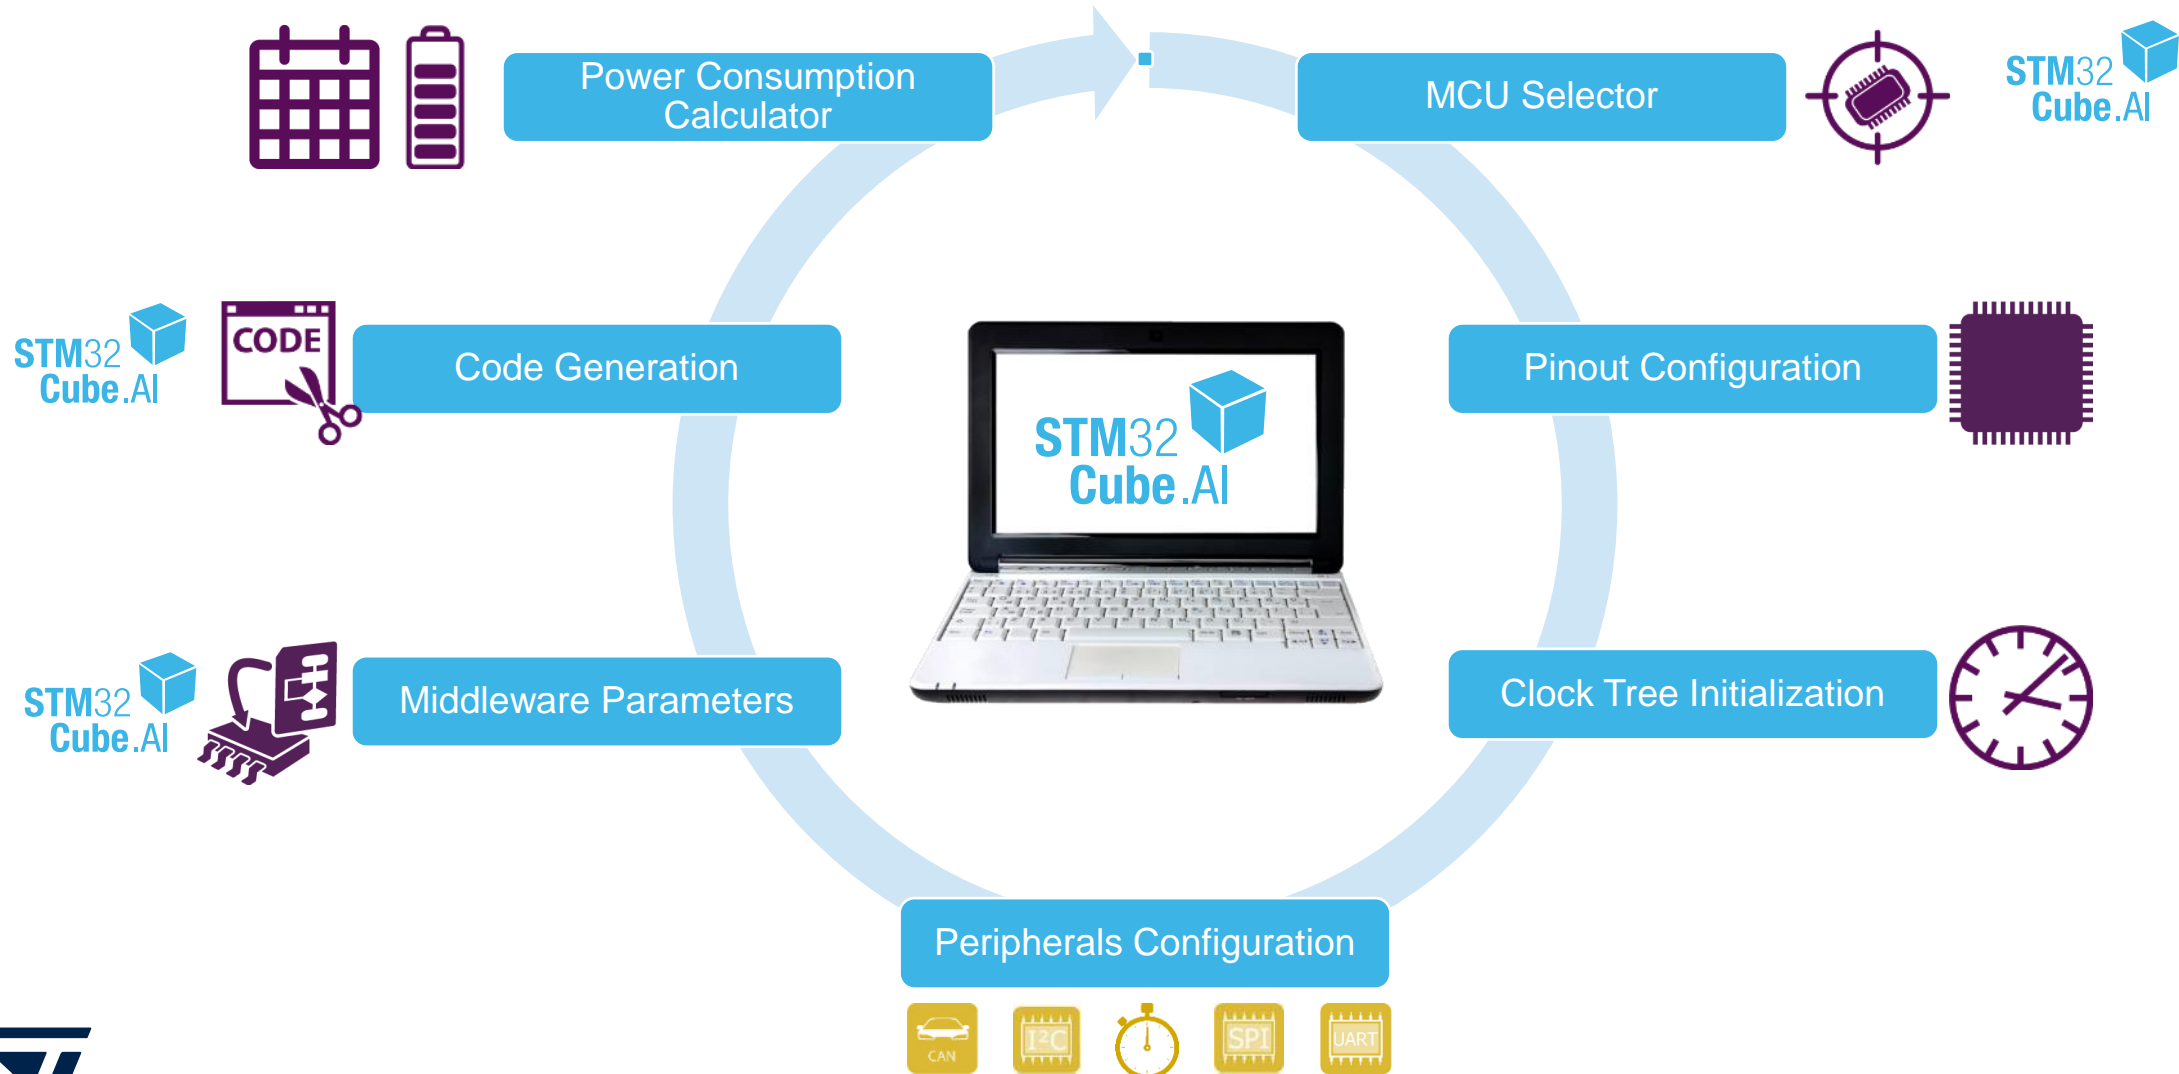 Power Consumption
Calculator
MCU Selector
STM32
Cube.AI
STM32
Cube.AI
CODE
Code Generation
STM32
Cube.AI
Pinout Configuration
STM32
Cube.AI
Middleware Parameters
Clock Tree Initialization
Peripherals Configuration
CAN
I²C
SPI
UART